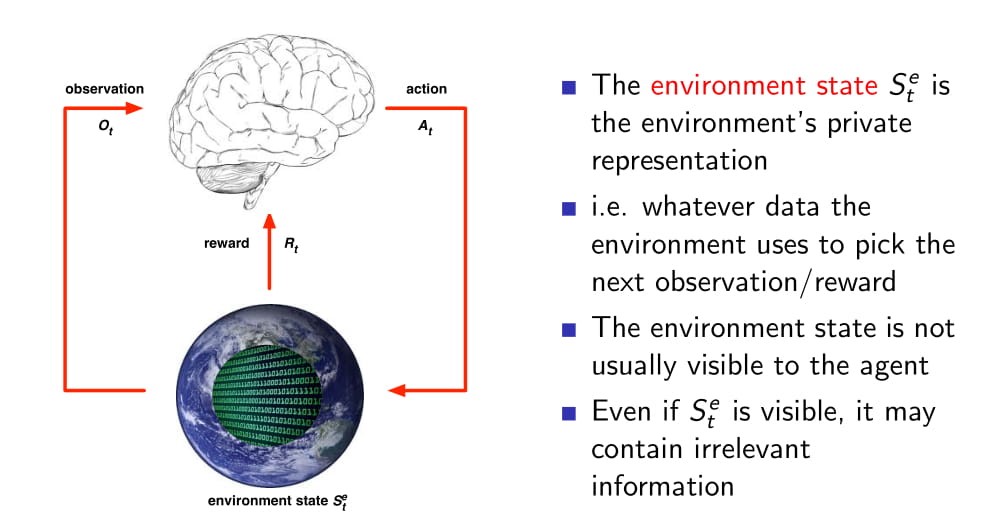 observation
O_t
action
A_t
reward R_t
environment state S_t^e
■ The environment state S_t^e is
the environment's private
representation
■ i.e. whatever data the
environment uses to pick the
next observation/reward
■ The environment state is not
usually visible to the agent
■ Even if S_t^e is visible, it may
contain irrelevant
information